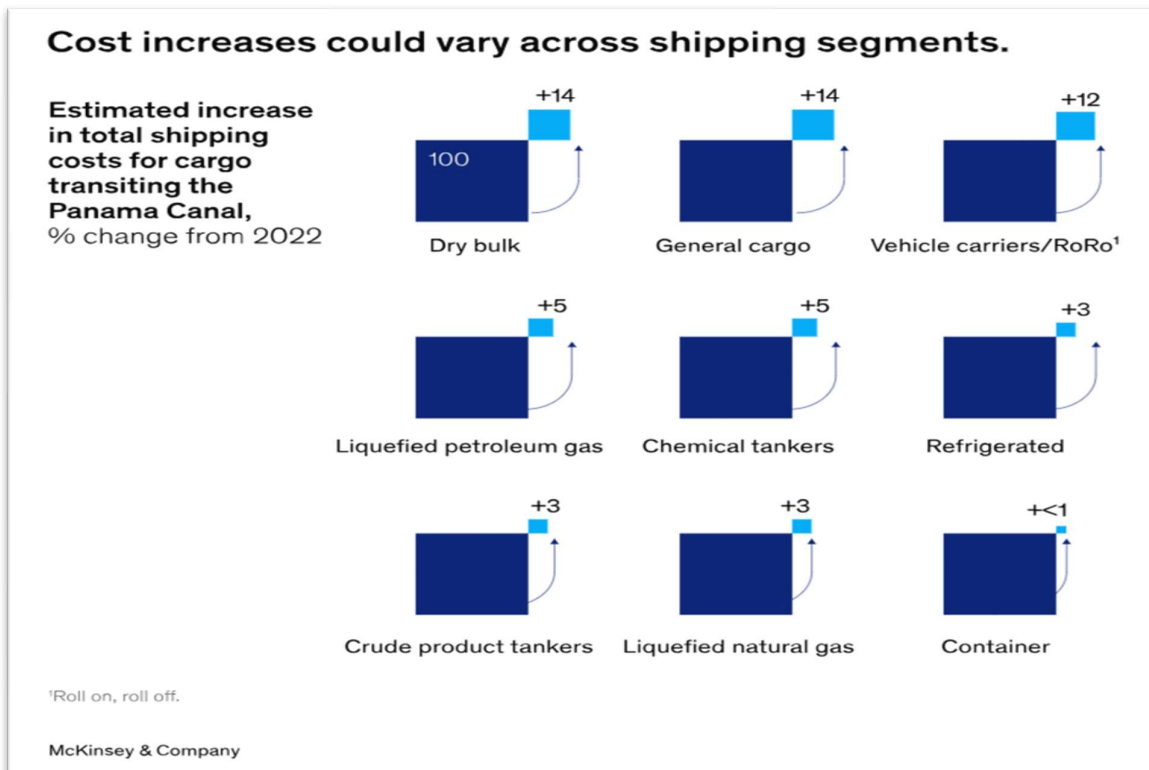 Cost increases could vary across shipping segments.
Estimated increase
in total shipping
costs for cargo
transiting the
Panama Canal,
% change from 2022
+14
100
Dry bulk
+14
General cargo
+12
Vehicle carriers/RoRo¹
+5
Liquefied petroleum gas
+5
Chemical tankers
+3
Refrigerated
+3
Crude product tankers
+3
Liquefied natural gas
+<1
Container
¹Roll on, roll off.
McKinsey & Company